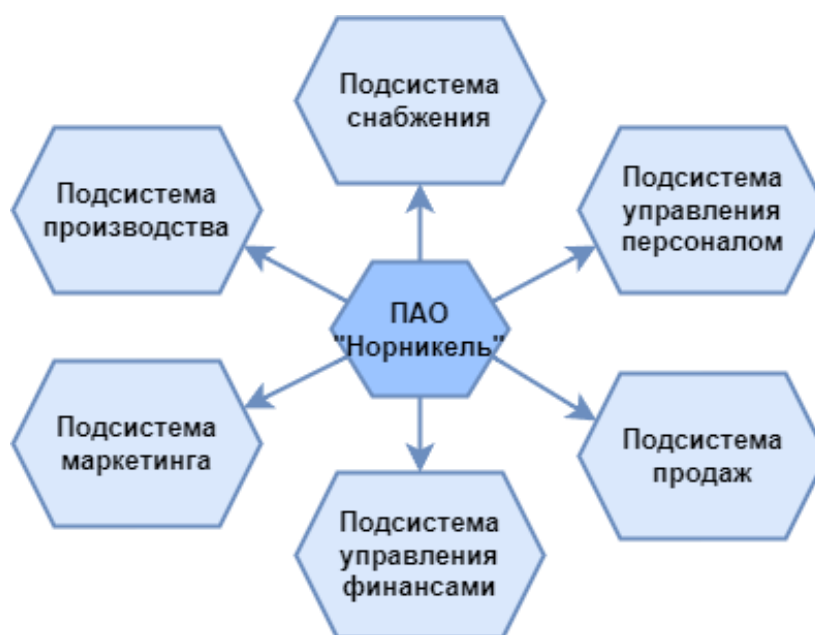 Подсистема
снабжения
Подсистема
производства
Подсистема
управления
персоналом
ПАО
"Норникель"
Подсистема
маркетинга
Подсистема
продаж
Подсистема
управления
финансами